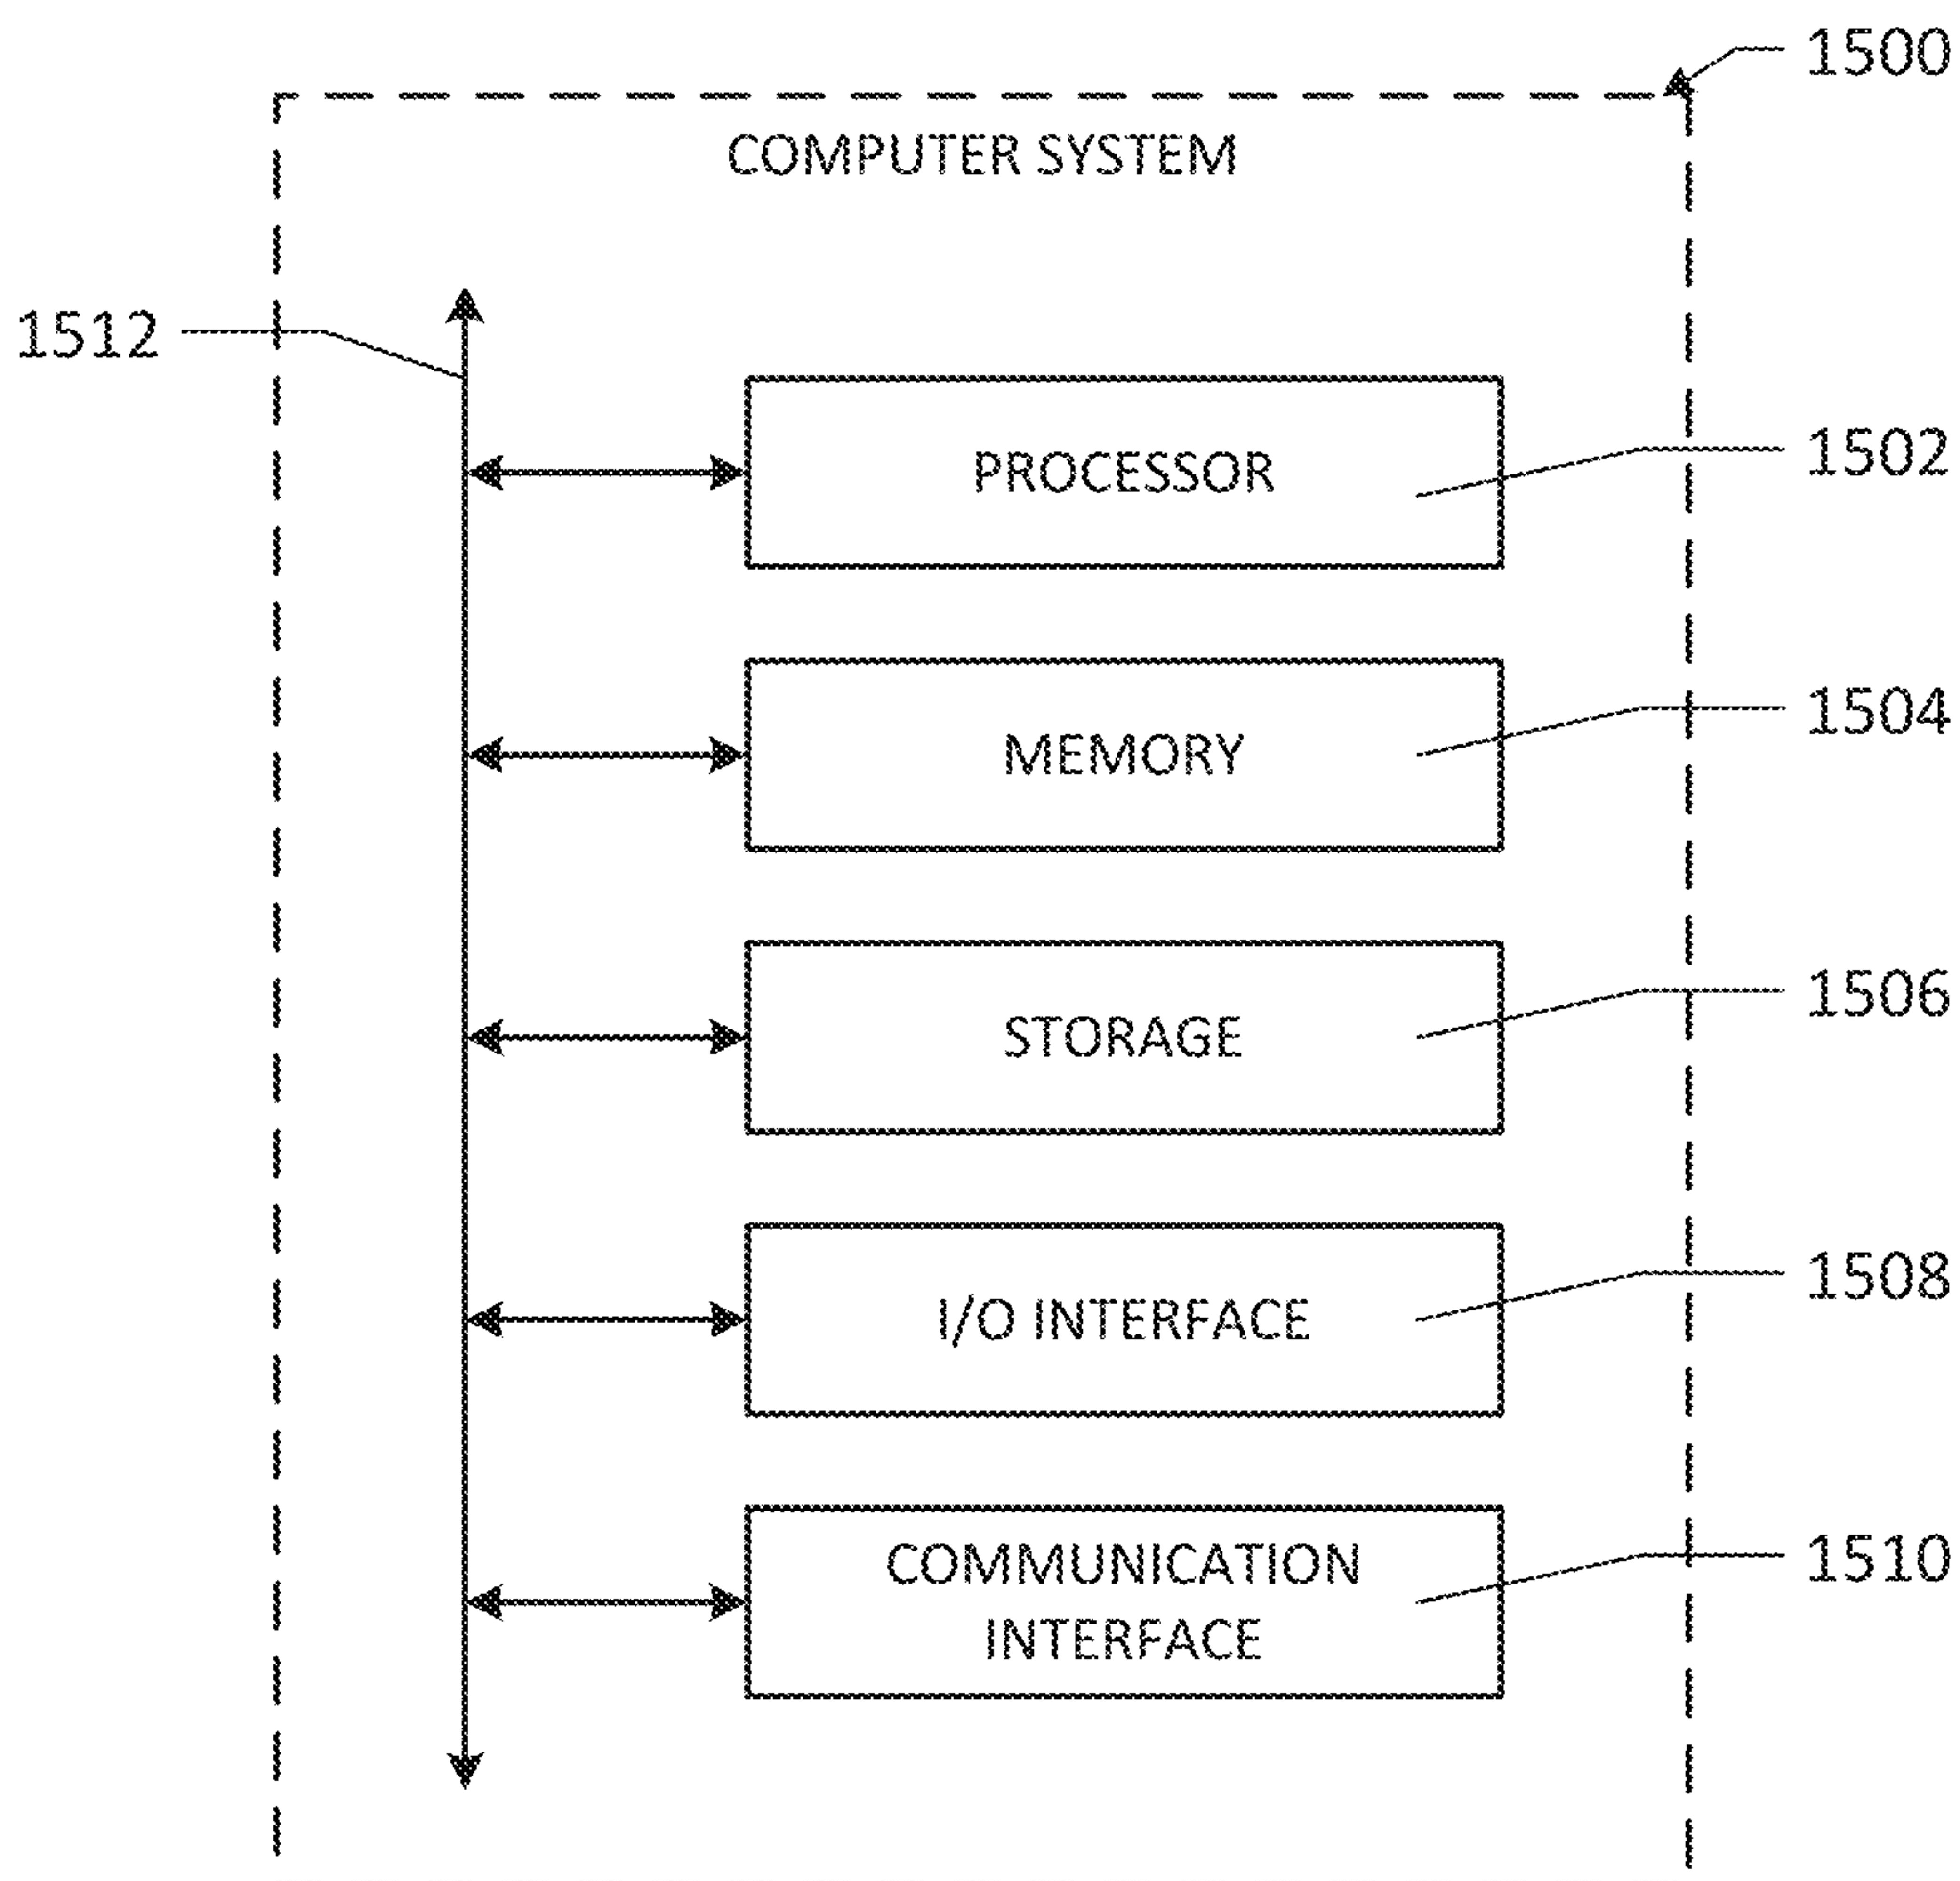 1500
COMPUTER SYSTEM
1512
PROCESSOR
1502
MEMORY
1504
STORAGE
1506
I/O INTERFACE
1508
COMMUNICATION
INTERFACE
1510